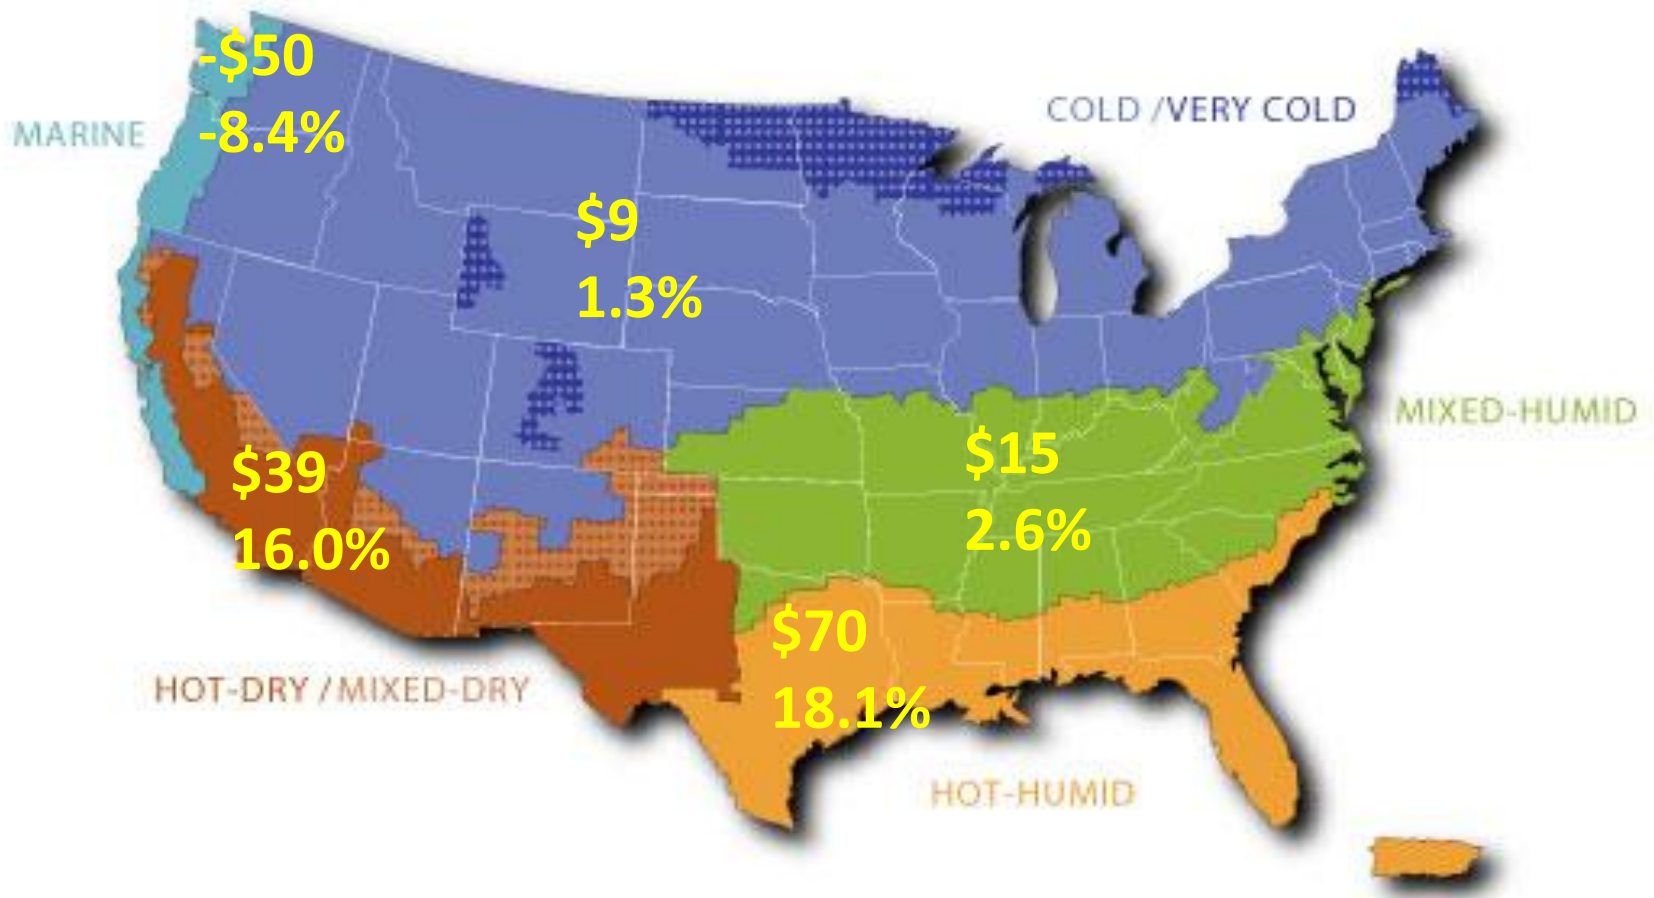 -$50
-8.4%
MARINE
COLD /VERY COLD
$9
1.3%
MIXED-HUMID
$15
2.6%
$39
16.0%
$70
18.1%
HOT-DRY / MIXED-DRY
HOT-HUMID